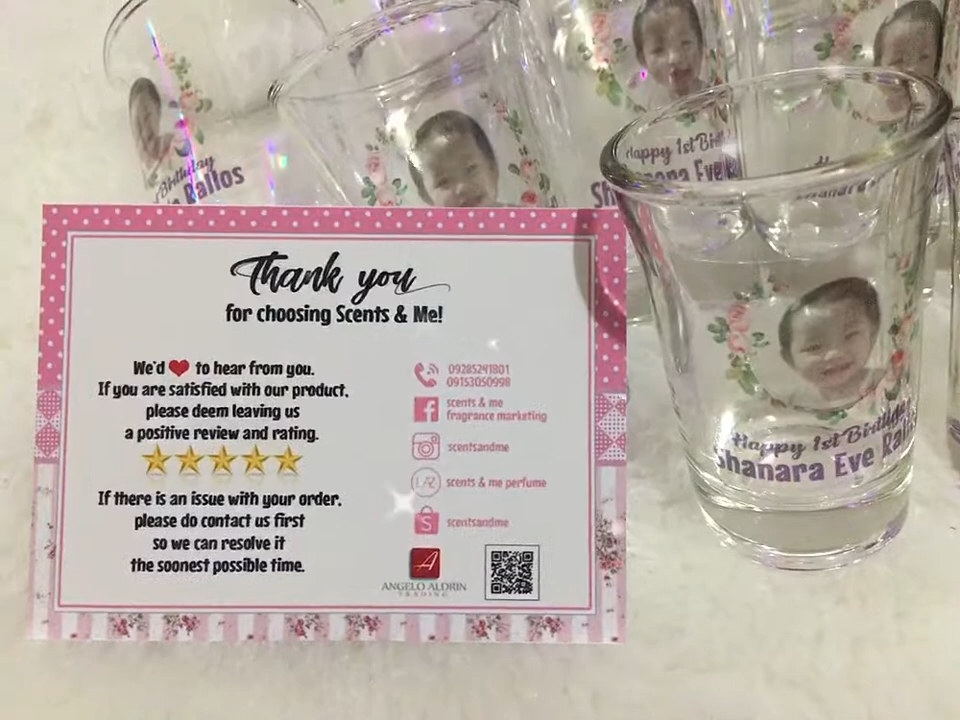 Birthday
Rallos
Happy 1st Birth
Eve R
Thank you
for choosing Scents & Me!
We'd ❤ to hear from you.
If you are satisfied with our product,
please deem leaving us
a positive review and rating.
If there is an issue with your order,
please do contact us first
so we can resolve it
the soonest possible time.
09285241801
09153050998
scents & me
fragrance marketing
scentsandme
LAZ
scents & me perfume
S
scentsandme
A
ANGELO ALDRIN
TRADING
Happy 1st Birthday
Shanara Eve Rallos